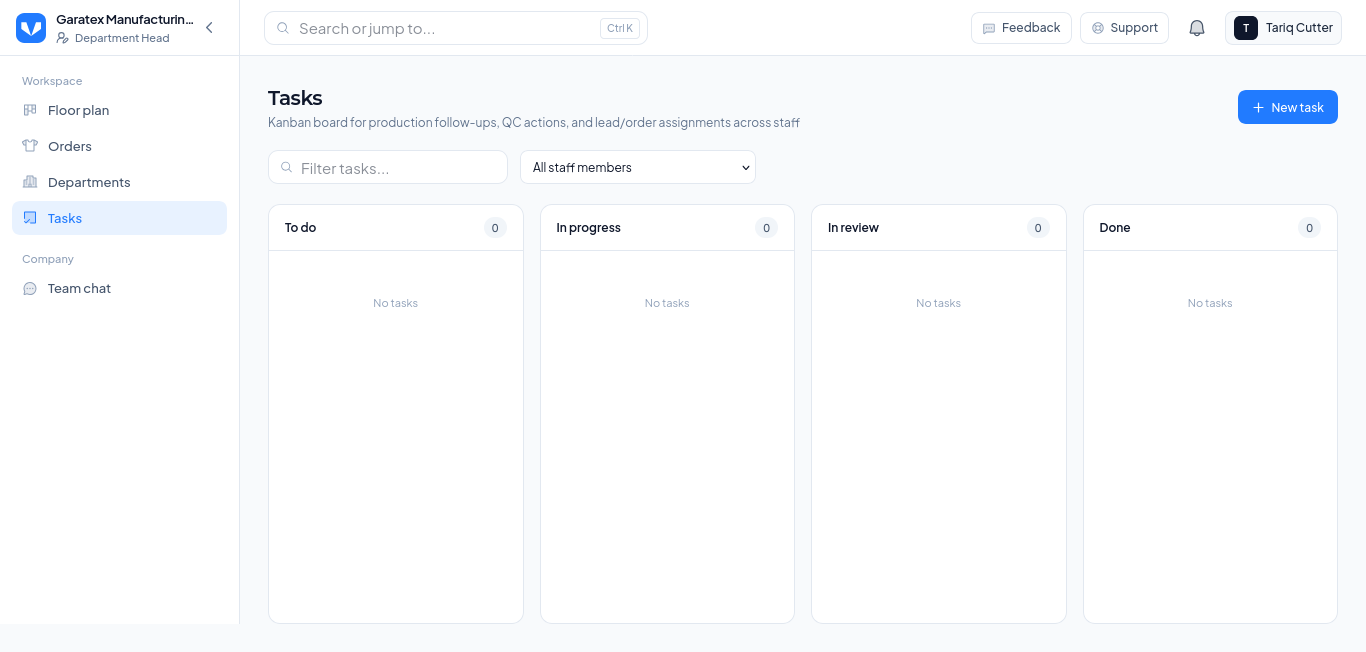 Garatex Manufacturin...
Department Head
Search or jump to...
Ctrl K
Feedback
Support
T
Tariq Cutter
Workspace
Floor plan
Orders
Departments
Tasks
Company
Team chat
Tasks
Kanban board for production follow-ups, QC actions, and lead/order assignments across staff
+ New task
Filter tasks...
All staff members
To do
0
In progress
0
In review
0
Done
0
No tasks
No tasks
No tasks
No tasks